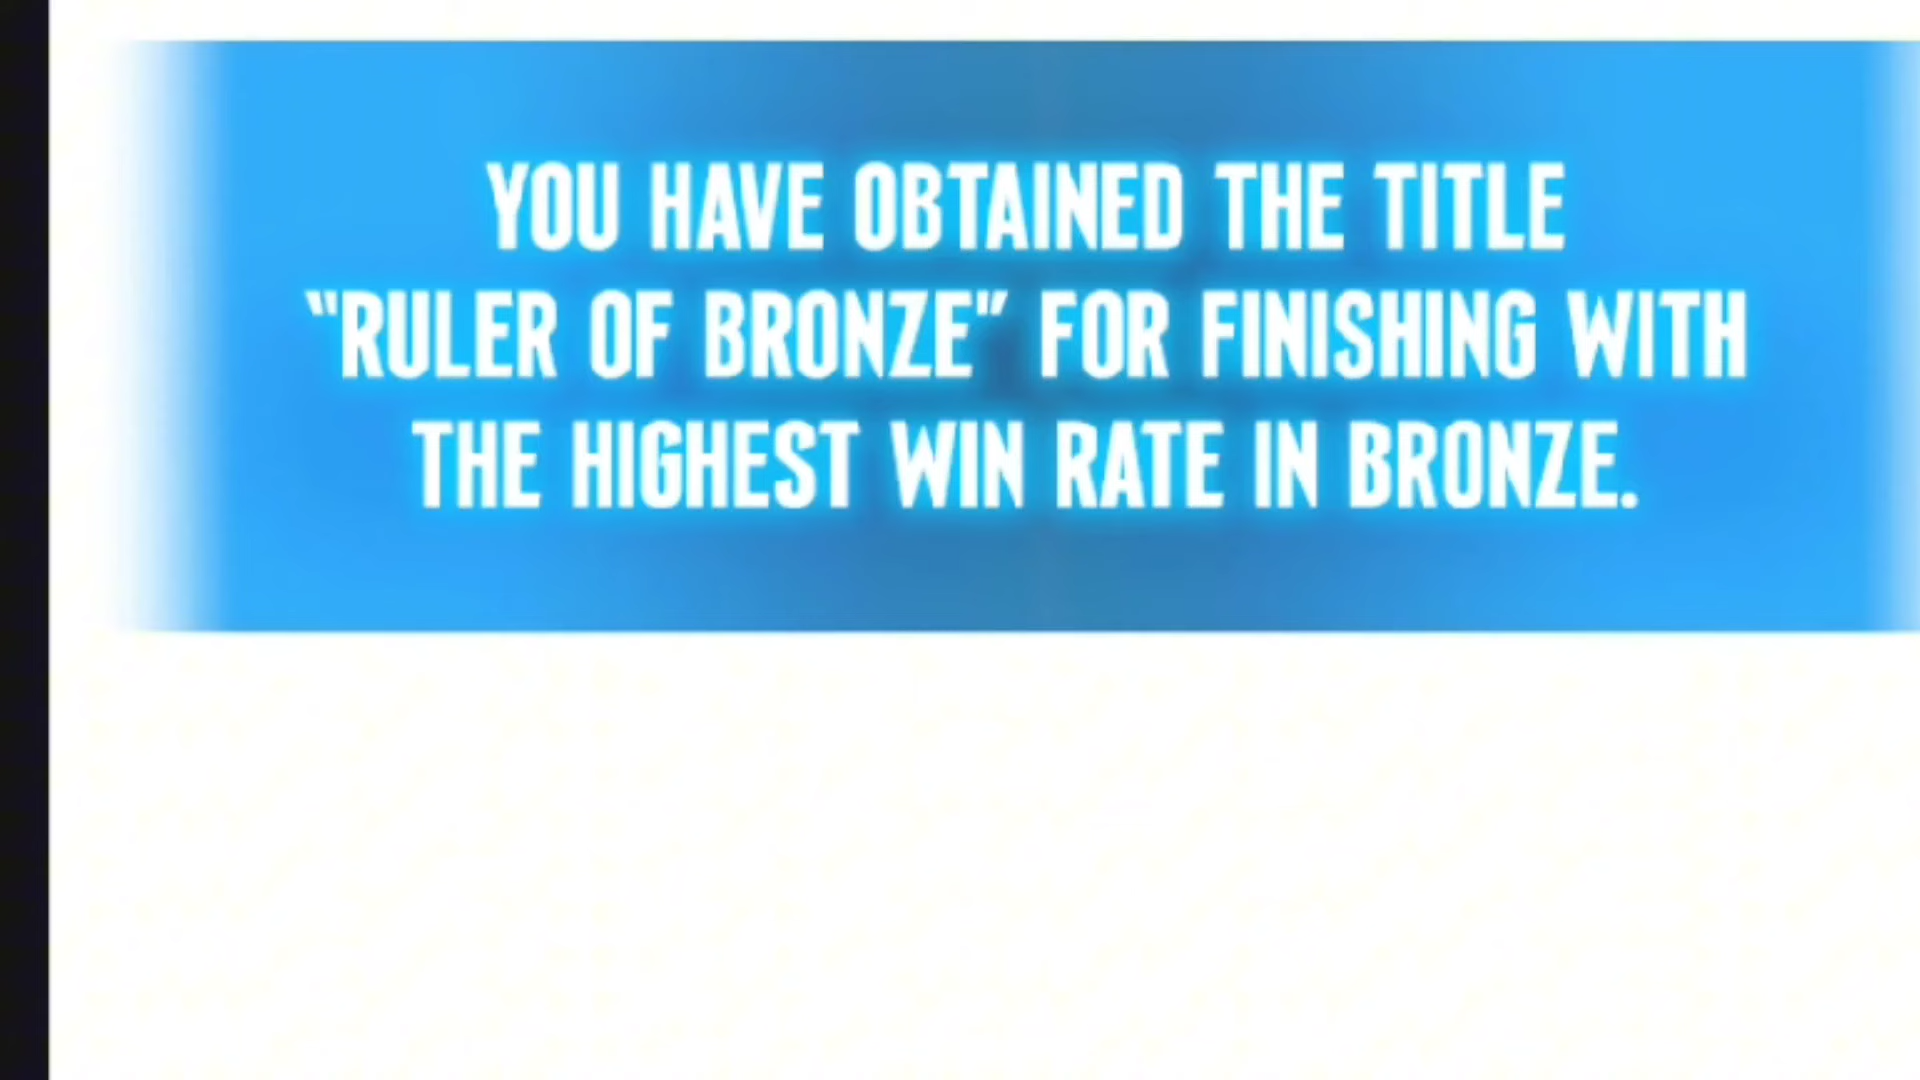 YOU HAVE OBTAINED THE TITLE
“RULER OF BRONZE” FOR FINISHING WITH
THE HIGHEST WIN RATE IN BRONZE.